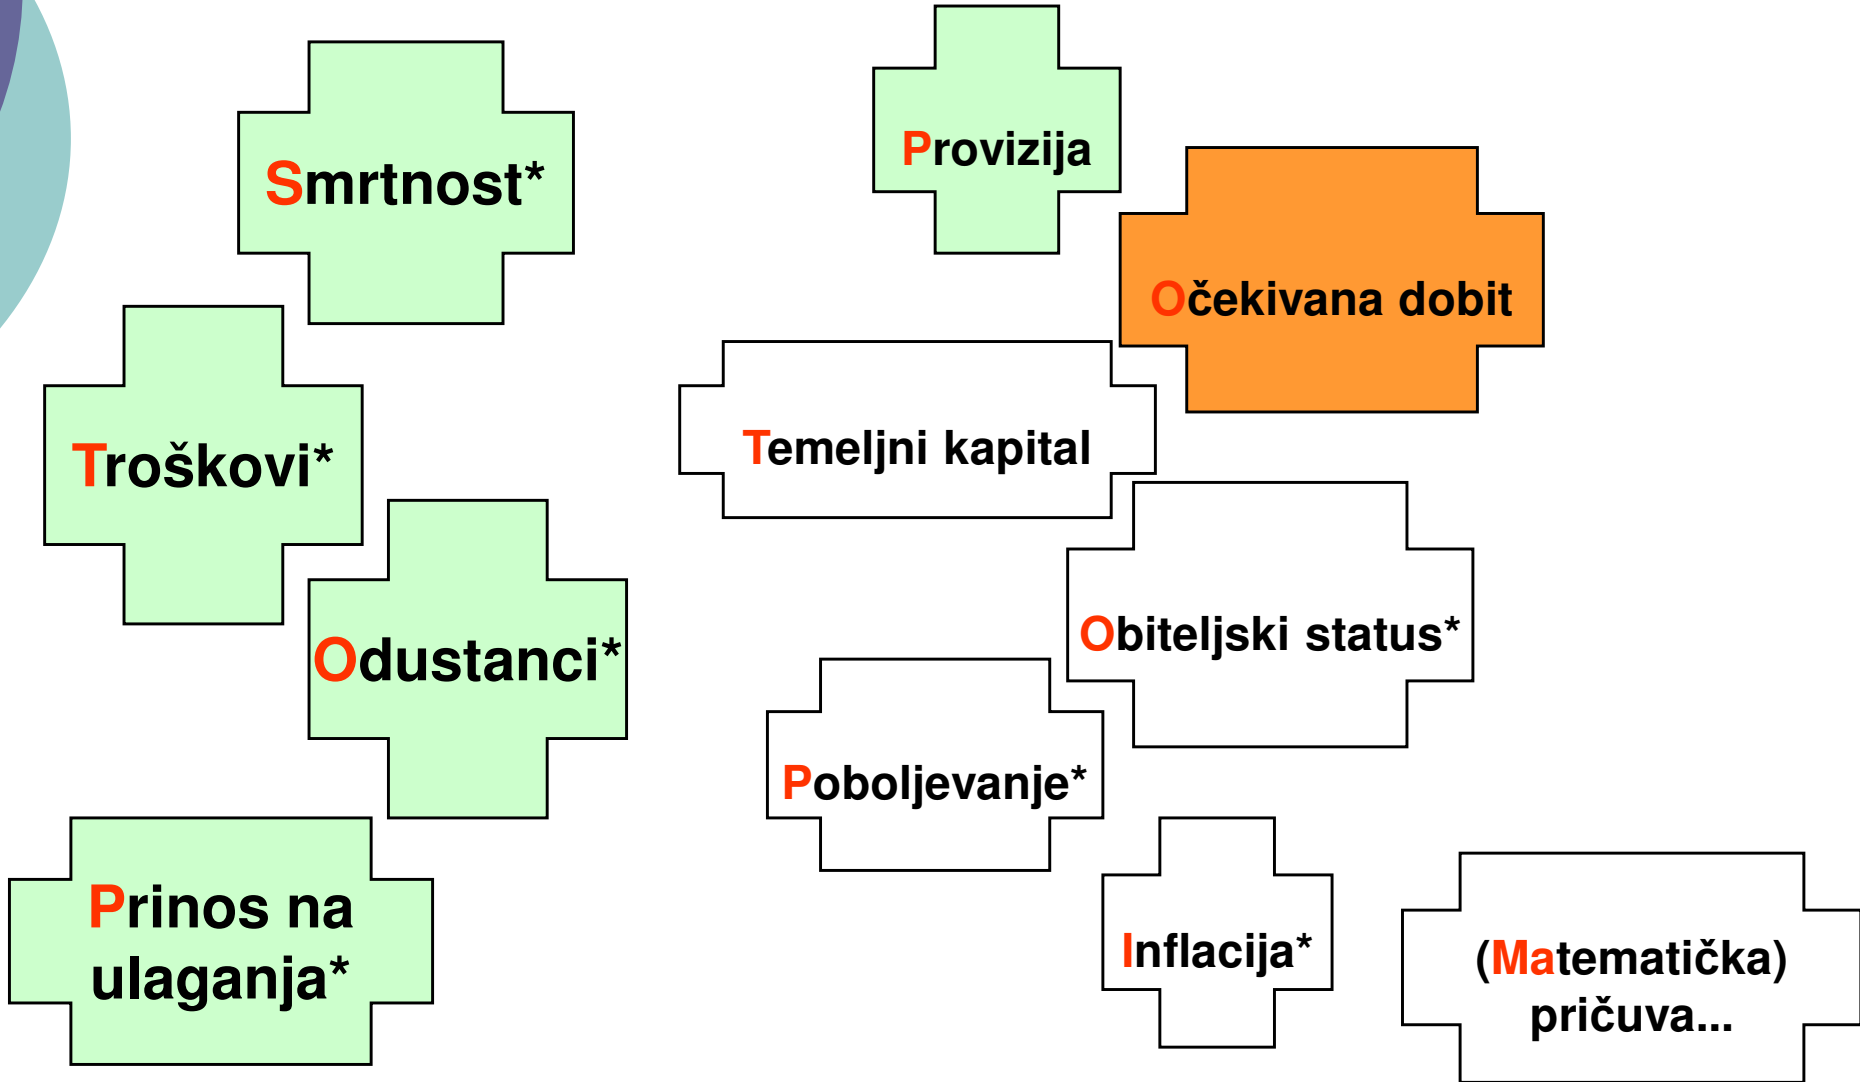 Smrtnost*
Troškovi*
Odustanci*
Prinos na
ulaganja*
Provizija
Očekivana dobit
Temeljni kapital
Obiteljski status*
Poboljevanje*
Inflacija*
(Matematička)
pričuva...